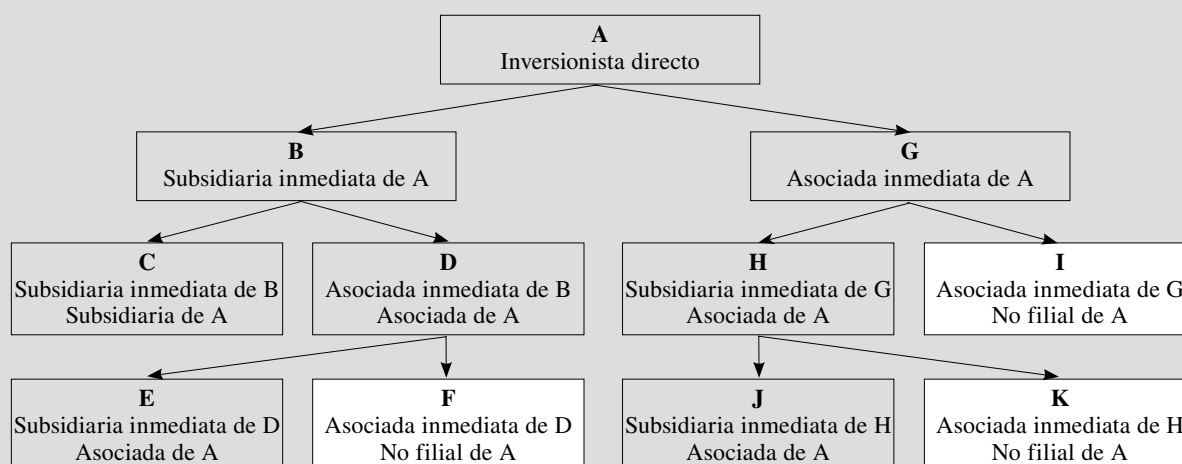 A
Inversionista directo
B
Subsidiaria inmediata de A
G
Asociada inmediata de A
C
Subsidiaria inmediata de B
Subsidiaria de A
D
Asociada inmediata de B
Asociada de A
H
Subsidiaria inmediata de G
Asociada de A
I
Asociada inmediata de G
No filial de A
E
Subsidiaria inmediata de D
Asociada de A
F
Asociada inmediata de D
No filial de A
J
Subsidiaria inmediata de H
Asociada de A
K
Asociada inmediata de H
No filial de A